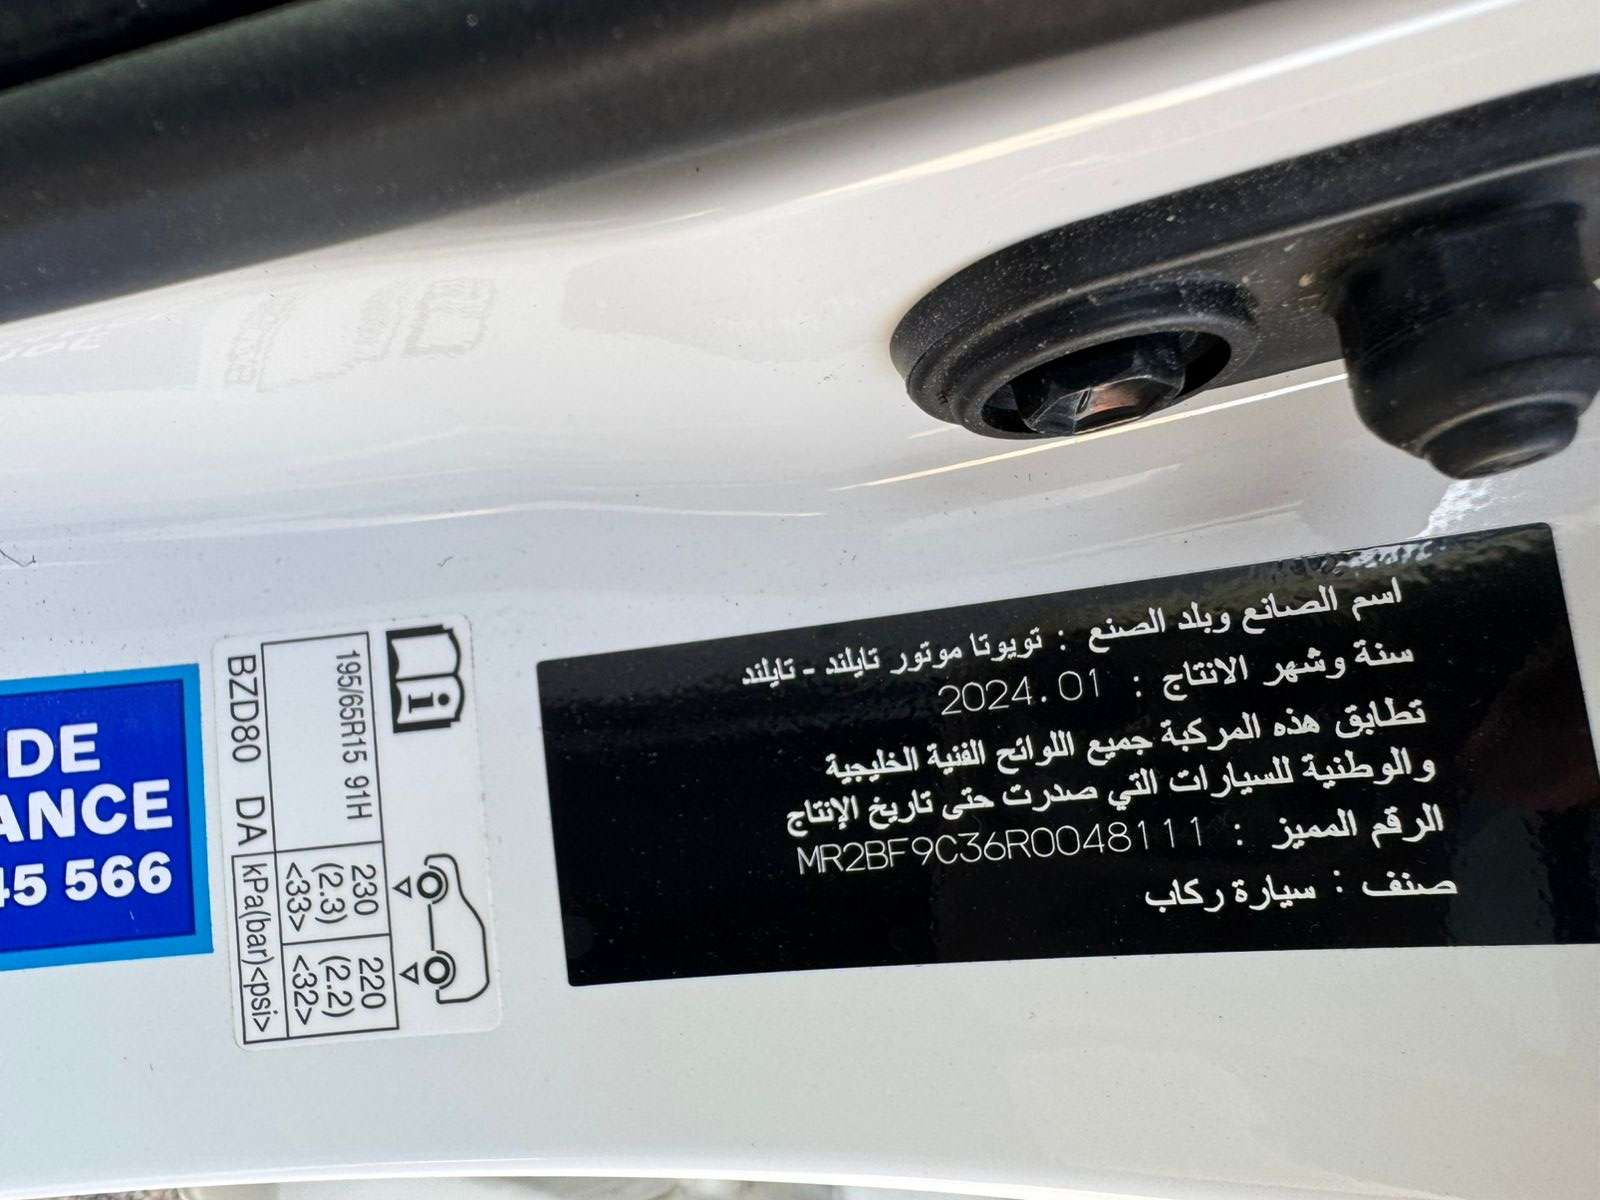 اسم الصانع وبلد الصنع : تويوتا موتور تايلند - تايلند
سنة وشهر الانتاج : 2024.01
تطابق هذه المركبة جميع اللوائح الفنية الخليجية
والوطنية للسيارات التي صدرت حتى تاريخ الإنتاج
الرقم المميز : MR2BF9C36R0048111
صنف : سيارة ركاب
195/65R15 91H
230 220
(2.3) (2.2)
<33> <32>
kPa(bar)<psi>
BZD80 DA
DE
ANCE
45 566